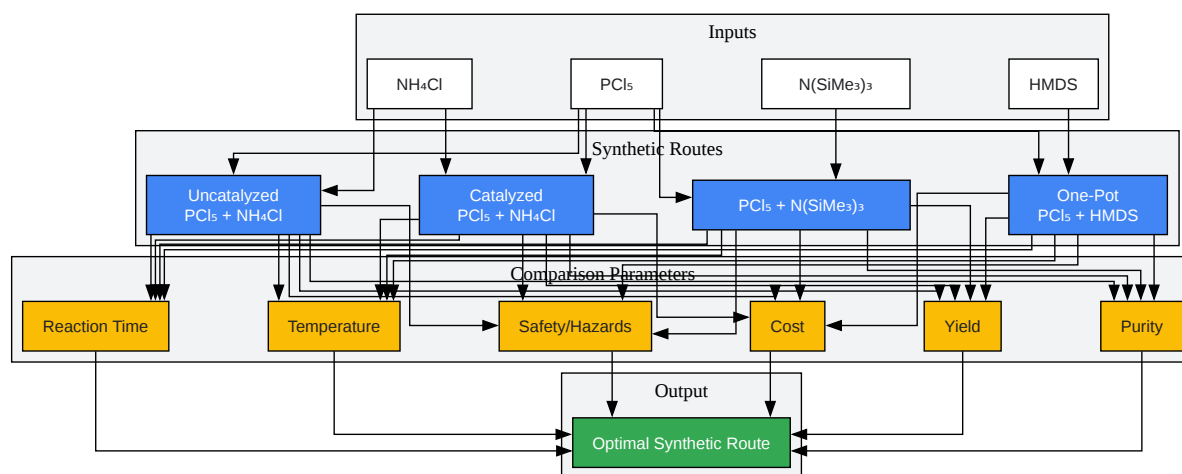 Inputs
NH₄Cl
PCl₅
N(SiMe₃)₃
HMDS
Synthetic Routes
Uncatalyzed
PCl₅ + NH₄Cl
Catalyzed
PCl₅ + NH₄Cl
PCl₅ + N(SiMe₃)₃
One-Pot
PCl₅ + HMDS
Comparison Parameters
Reaction Time
Temperature
Safety/Hazards
Cost
Yield
Purity
Output
Optimal Synthetic Route